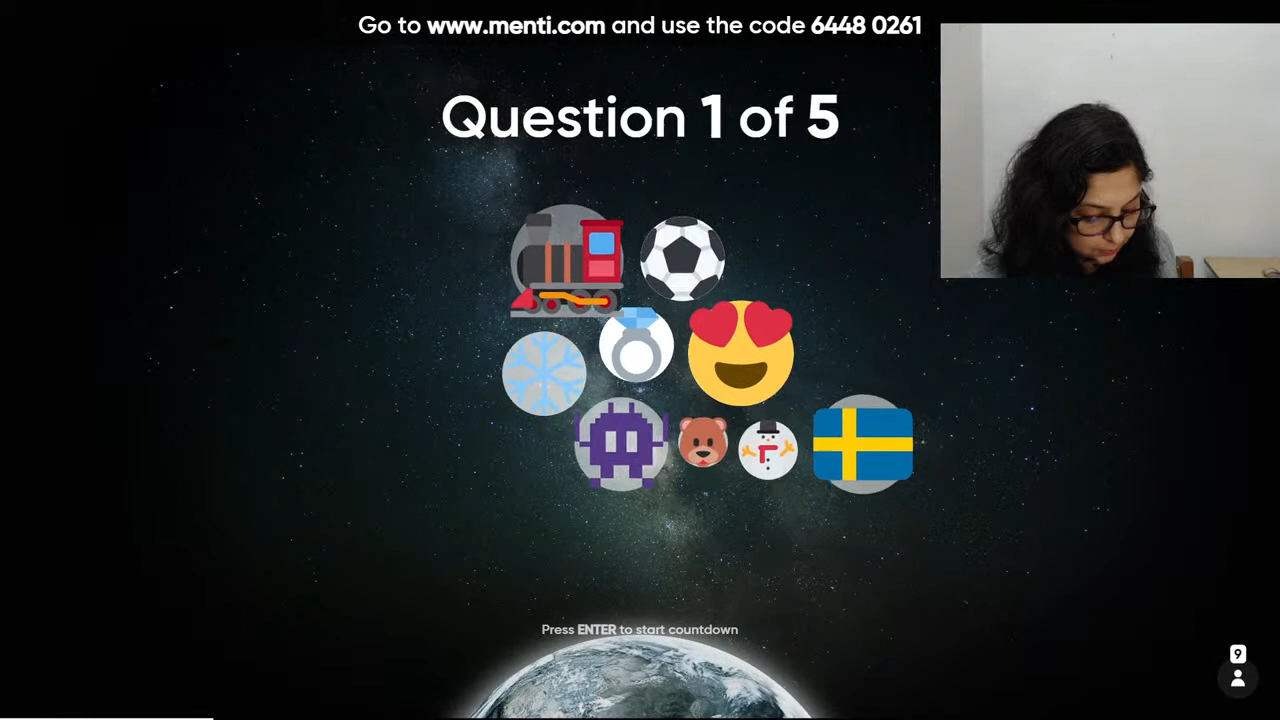 Go to www.menti.com and use the code 6448 0261
Question 1 of 5
Press ENTER to start countdown
9